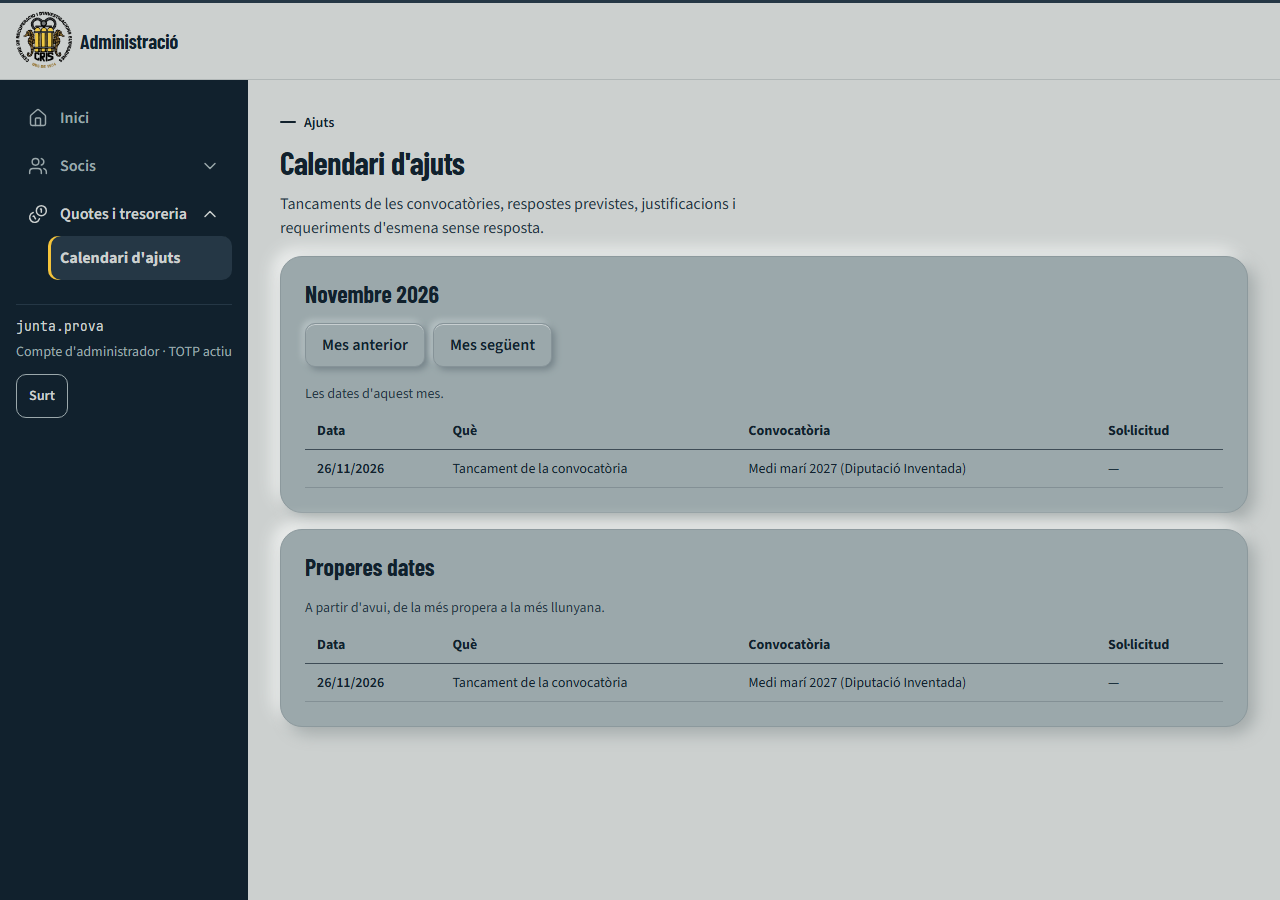 CRIS
Administració
Inici
Socis
Quotes i tresoreria
Calendari d'ajuts
junta.prova
Compte d'administrador · TOTP actiu
Surt
Ajuts
Calendari d'ajuts
Tancaments de les convocatòries, respostes previstes, justificacions i
requeriments d'esmena sense resposta.
Novembre 2026
Mes anterior
Mes següent
Les dates d'aquest mes.
Data Què Convocatòria Sol·licitud
26/11/2026 Tancament de la convocatòria Medi marí 2027 (Diputació Inventada) —
Properes dates
A partir d'avui, de la més propera a la més llunyana.
Data Què Convocatòria Sol·licitud
26/11/2026 Tancament de la convocatòria Medi marí 2027 (Diputació Inventada) —